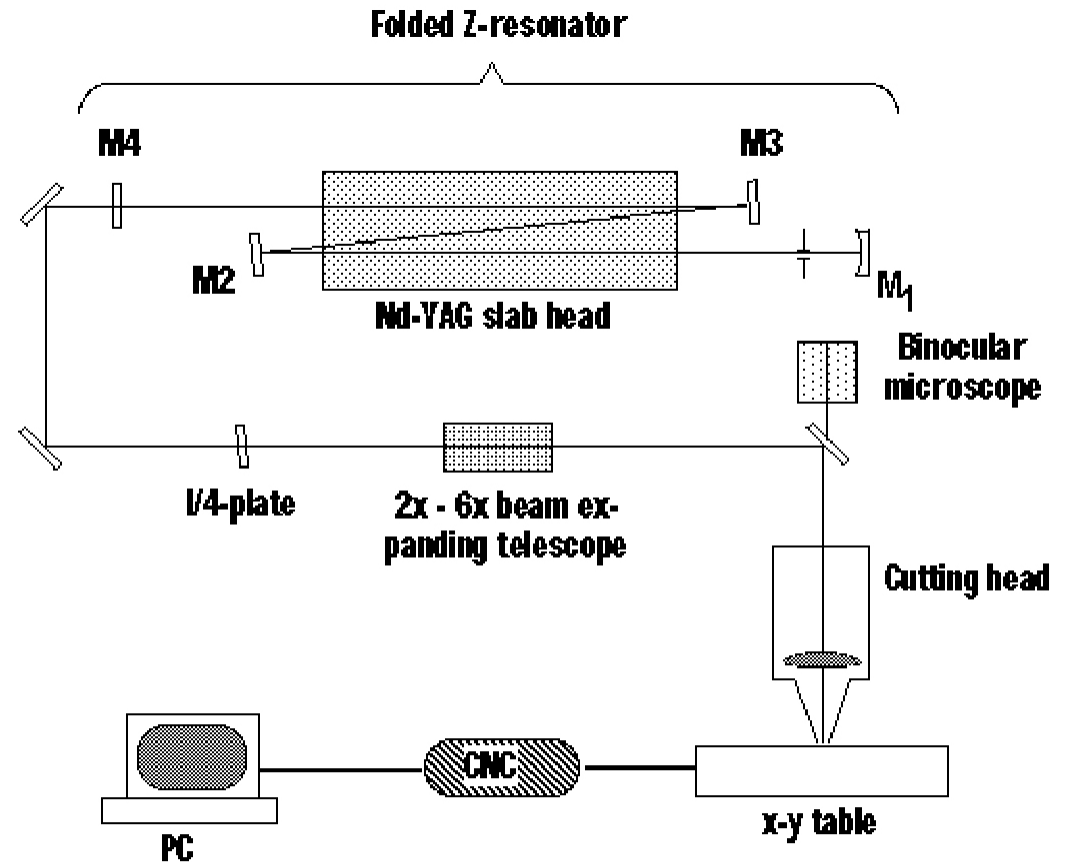 Folded Z-resonator
M4
M3
M2
M1
Nd-YAG slab head
Binocular
microscope
l/4-plate
2x - 6x beam ex-
panding telescope
Cutting head
CNC
x-y table
PC